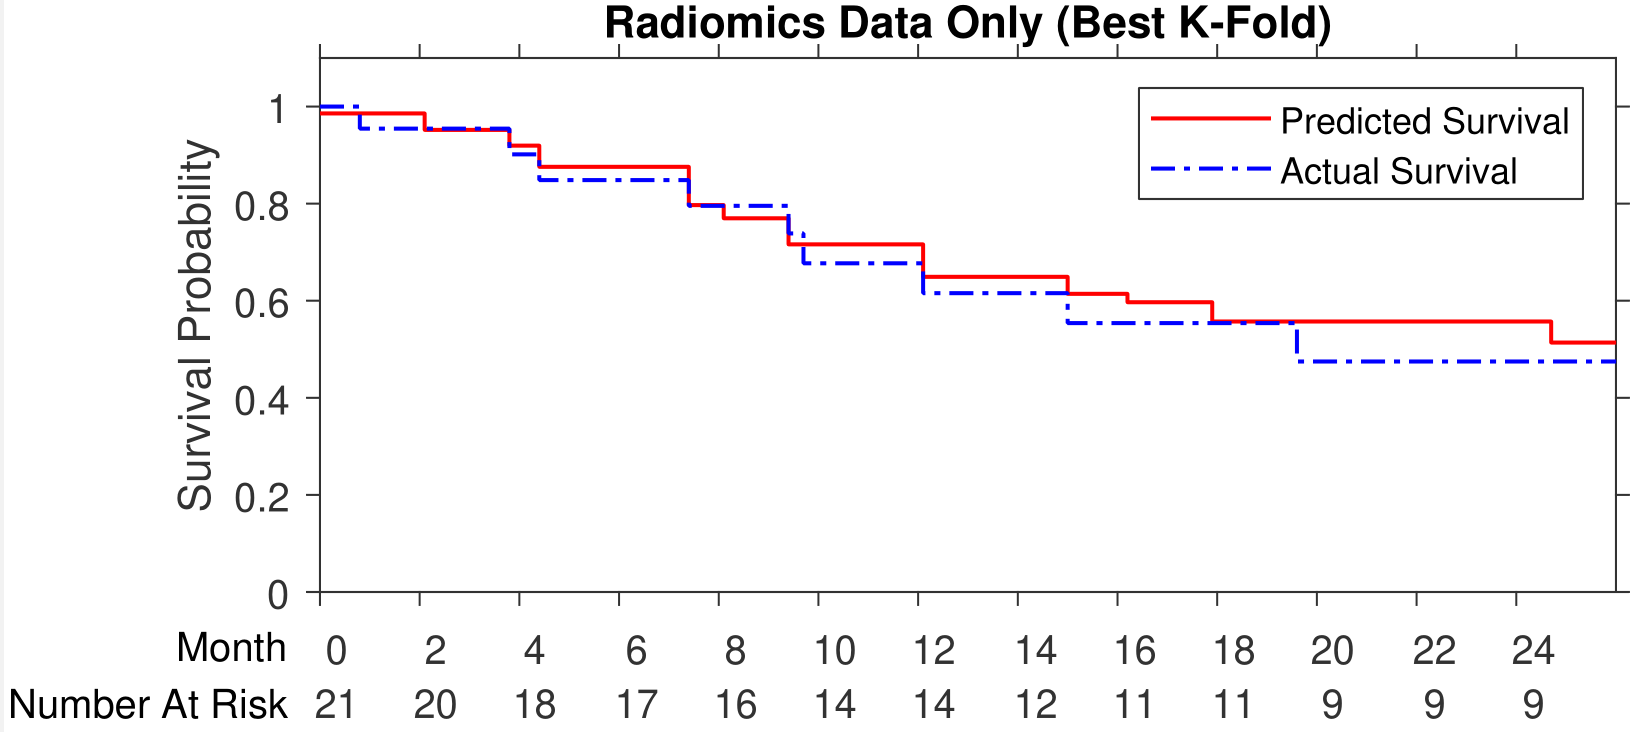 Radiomics Data Only (Best K-Fold)
Predicted Survival
Actual Survival
Survival Probability
1
0.8
0.6
0.4
0.2
0
Month 0 2 4 6 8 10 12 14 16 18 20 22 24
Number At Risk 21 20 18 17 16 14 14 12 11 11 9 9 9